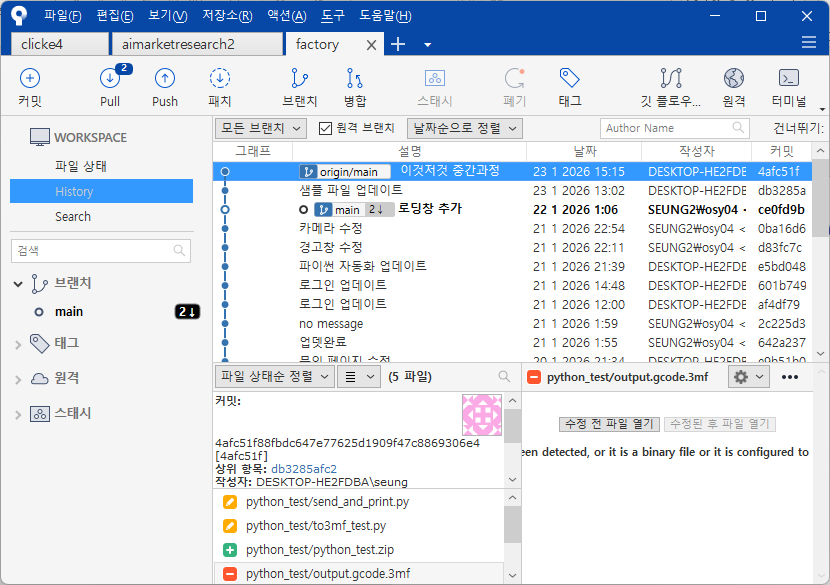 파일(F) 편집(E) 보기(V) 저장소(R) 액션(A) 도구 도움말(H)
clicke4 aimarketresearch2 factory
2
커밋 Pull Push 패치 브랜치 병합 스태시 폐기 태그 깃 플로우... 원격 터미널
WORKSPACE
파일 상태
History
Search
검색
브랜치
main 2↓
태그
원격
스태시
모든 브랜치 원격 브랜치 날짜순으로 정렬 Author Name 건너뛰기:
그래프 설명 날짜 작성자 커밋
origin/main 이것저것 중간과정 23 1 2026 15:15 DESKTOP-HE2FDB 4afc51f
샘플 파일 업데이트 23 1 2026 13:02 DESKTOP-HE2FDB db3285a
main 2↓ 로딩창 추가 22 1 2026 1:06 SEUNG2₩osy04 < ce0fd9b
카메라 수정 21 1 2026 22:54 SEUNG2₩osy04 < 0ba16d6
경고창 수정 21 1 2026 22:11 SEUNG2₩osy04 < d83fc7c
파이썬 자동화 업데이트 21 1 2026 21:39 DESKTOP-HE2FDB e5bd048
로그인 업데이트 21 1 2026 14:48 DESKTOP-HE2FDB 601b749
로그인 업데이트 21 1 2026 12:00 DESKTOP-HE2FDB af4df79
no message 21 1 2026 1:59 SEUNG2₩osy04 < 2c225d3
업뎃완료 21 1 2026 1:55 SEUNG2₩osy04 < 642a237
페이지 수정 20 1 2026 21:34 DESKTOP-HE2FDB e9b51b0
파일 상태순 정렬 (5 파일)
커밋:
4afc51f88fbdc647e77625d1909f47c8869306e4
[4afc51f]
상위 항목: db3285afc2
작성자: DESKTOP-HE2FDBA\seung
python_test/send_and_print.py
python_test/to3mf_test.py
python_test/python_test.zip
python_test/output.gcode.3mf
python_test/output.gcode.3mf
수정 전 파일 열기 수정된 후 파일 열기
een detected, or it is a binary file or it is configured to